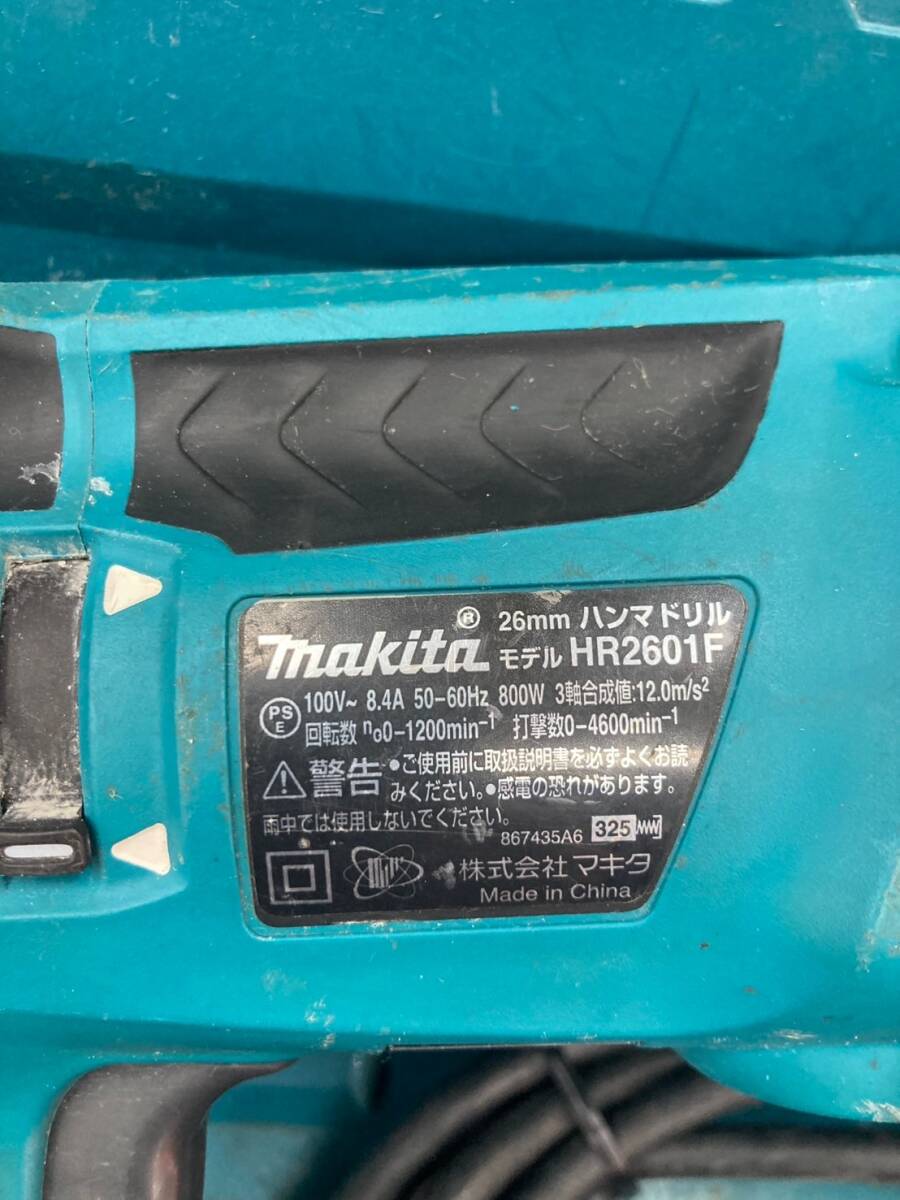 makita® 26mm ハンマドリル
モデル HR2601F
PSE 100V~ 8.4A 50-60Hz 800W 3軸合成値:12.0m/s²
回転数 n₀0-1200min⁻¹ 打撃数0-4600min⁻¹
警告 •ご使用前に取扱説明書を必ずよくお読
みください。•感電の恐れがあります。
雨中では使用しないでください。
867435A6 325
株式会社 マキタ
Made in China